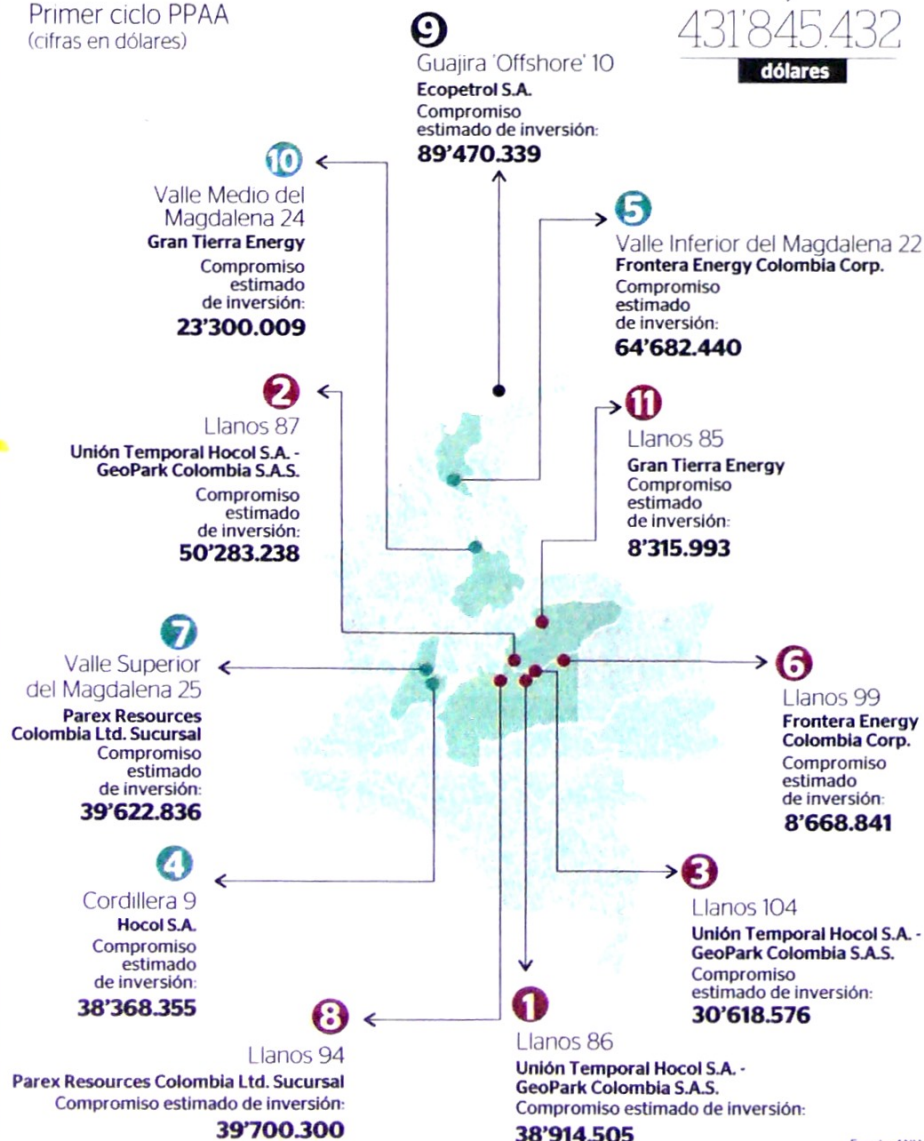 Primer ciclo PPAA
(cifras en dólares)
431'845.432
dólares
9
Guajira 'Offshore' 10
Ecopetrol S.A.
Compromiso
estimado de inversión:
89'470.339
10
Valle Medio del
Magdalena 24
Gran Tierra Energy
Compromiso
estimado
de inversión:
23'300.009
5
Valle Inferior del Magdalena 22
Frontera Energy Colombia Corp.
Compromiso
estimado
de inversión:
64'682.440
2
Llanos 87
Unión Temporal Hocol S.A. -
GeoPark Colombia S.A.S.
Compromiso
estimado
de inversión:
50'283.238
11
Llanos 85
Gran Tierra Energy
Compromiso
estimado
de inversión:
8'315.993
7
Valle Superior
del Magdalena 25
Parex Resources
Colombia Ltd. Sucursal
Compromiso
estimado
de inversión:
39'622.836
6
Llanos 99
Frontera Energy
Colombia Corp.
Compromiso
estimado
de inversión:
8'668.841
4
Cordillera 9
Hocol S.A.
Compromiso
estimado
de inversión:
38'368.355
3
Llanos 104
Unión Temporal Hocol S.A. -
GeoPark Colombia S.A.S.
Compromiso
estimado de inversión:
30'618.576
8
Llanos 94
Parex Resources Colombia Ltd. Sucursal
Compromiso estimado de inversión:
39'700.300
1
Llanos 86
Unión Temporal Hocol S.A. -
GeoPark Colombia S.A.S.
Compromiso estimado de inversión:
38'914.505